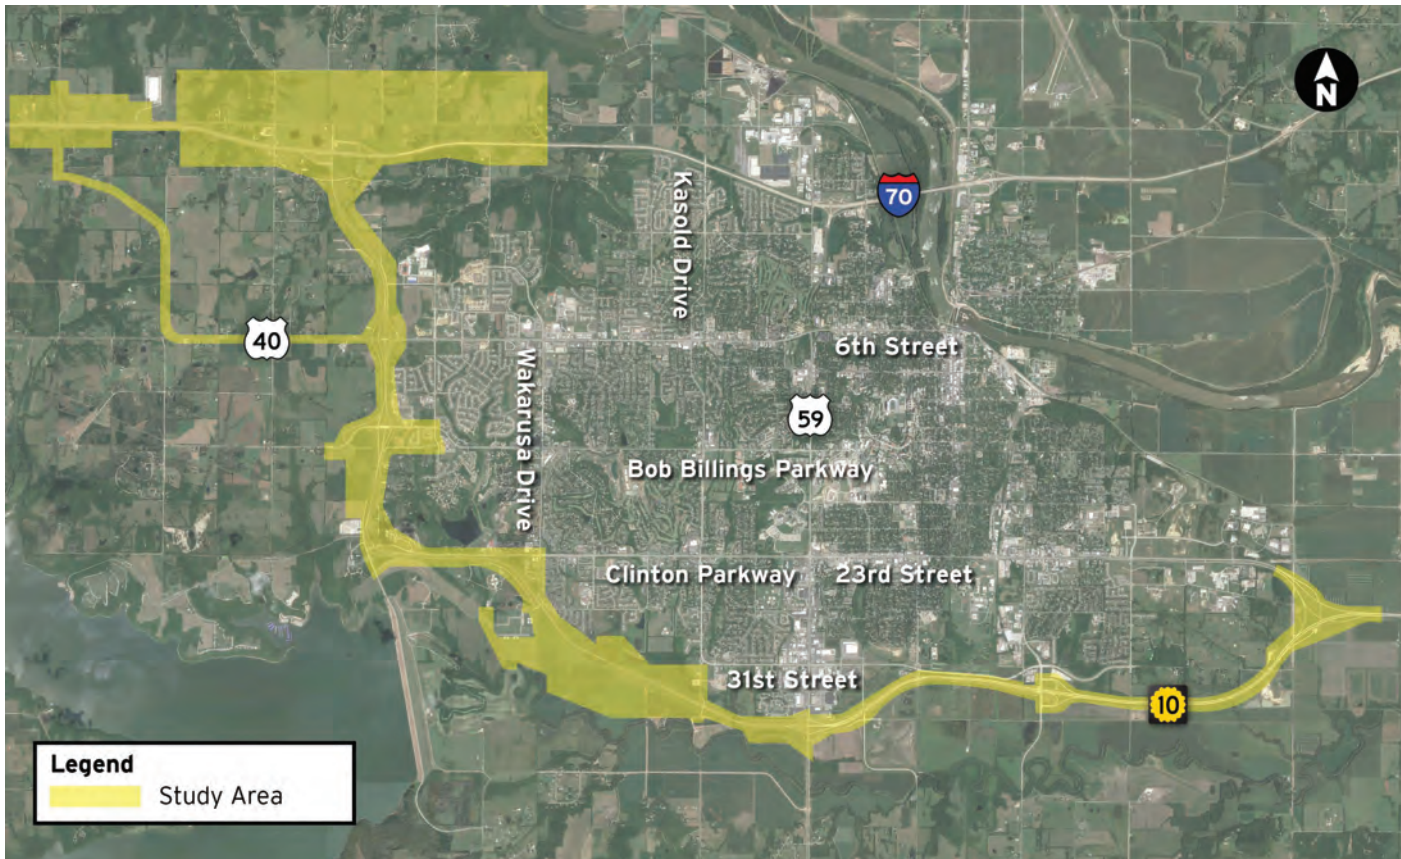 N
Kasold Drive
70
40
6th Street
Wakarusa Drive
59
Bob Billings Parkway
Clinton Parkway
23rd Street
31st Street
10
Legend
Study Area